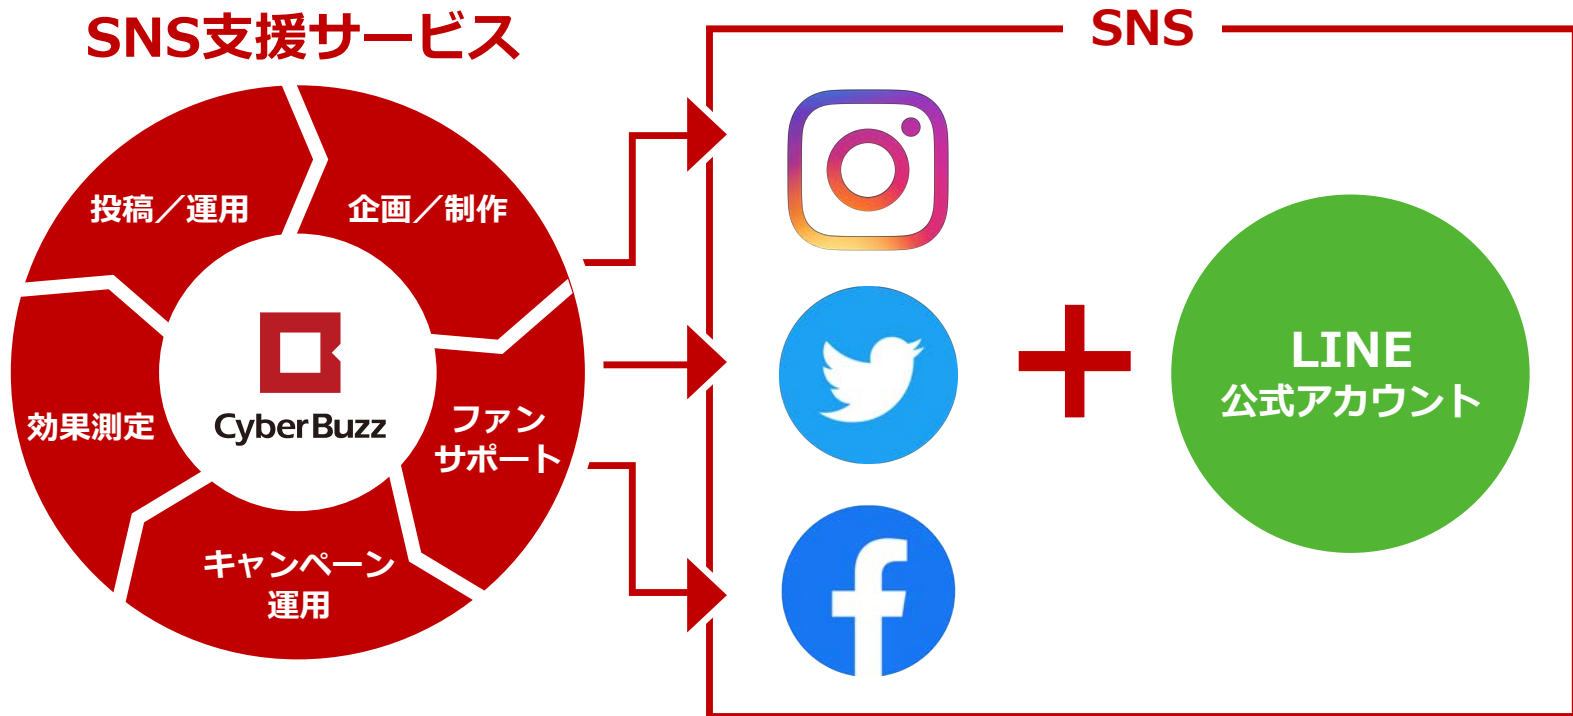 SNS支援サービス
投稿／運用
企画／制作
効果測定
CyberBuzz
ファン
サポート
キャンペーン
運用
SNS
LINE
公式アカウント